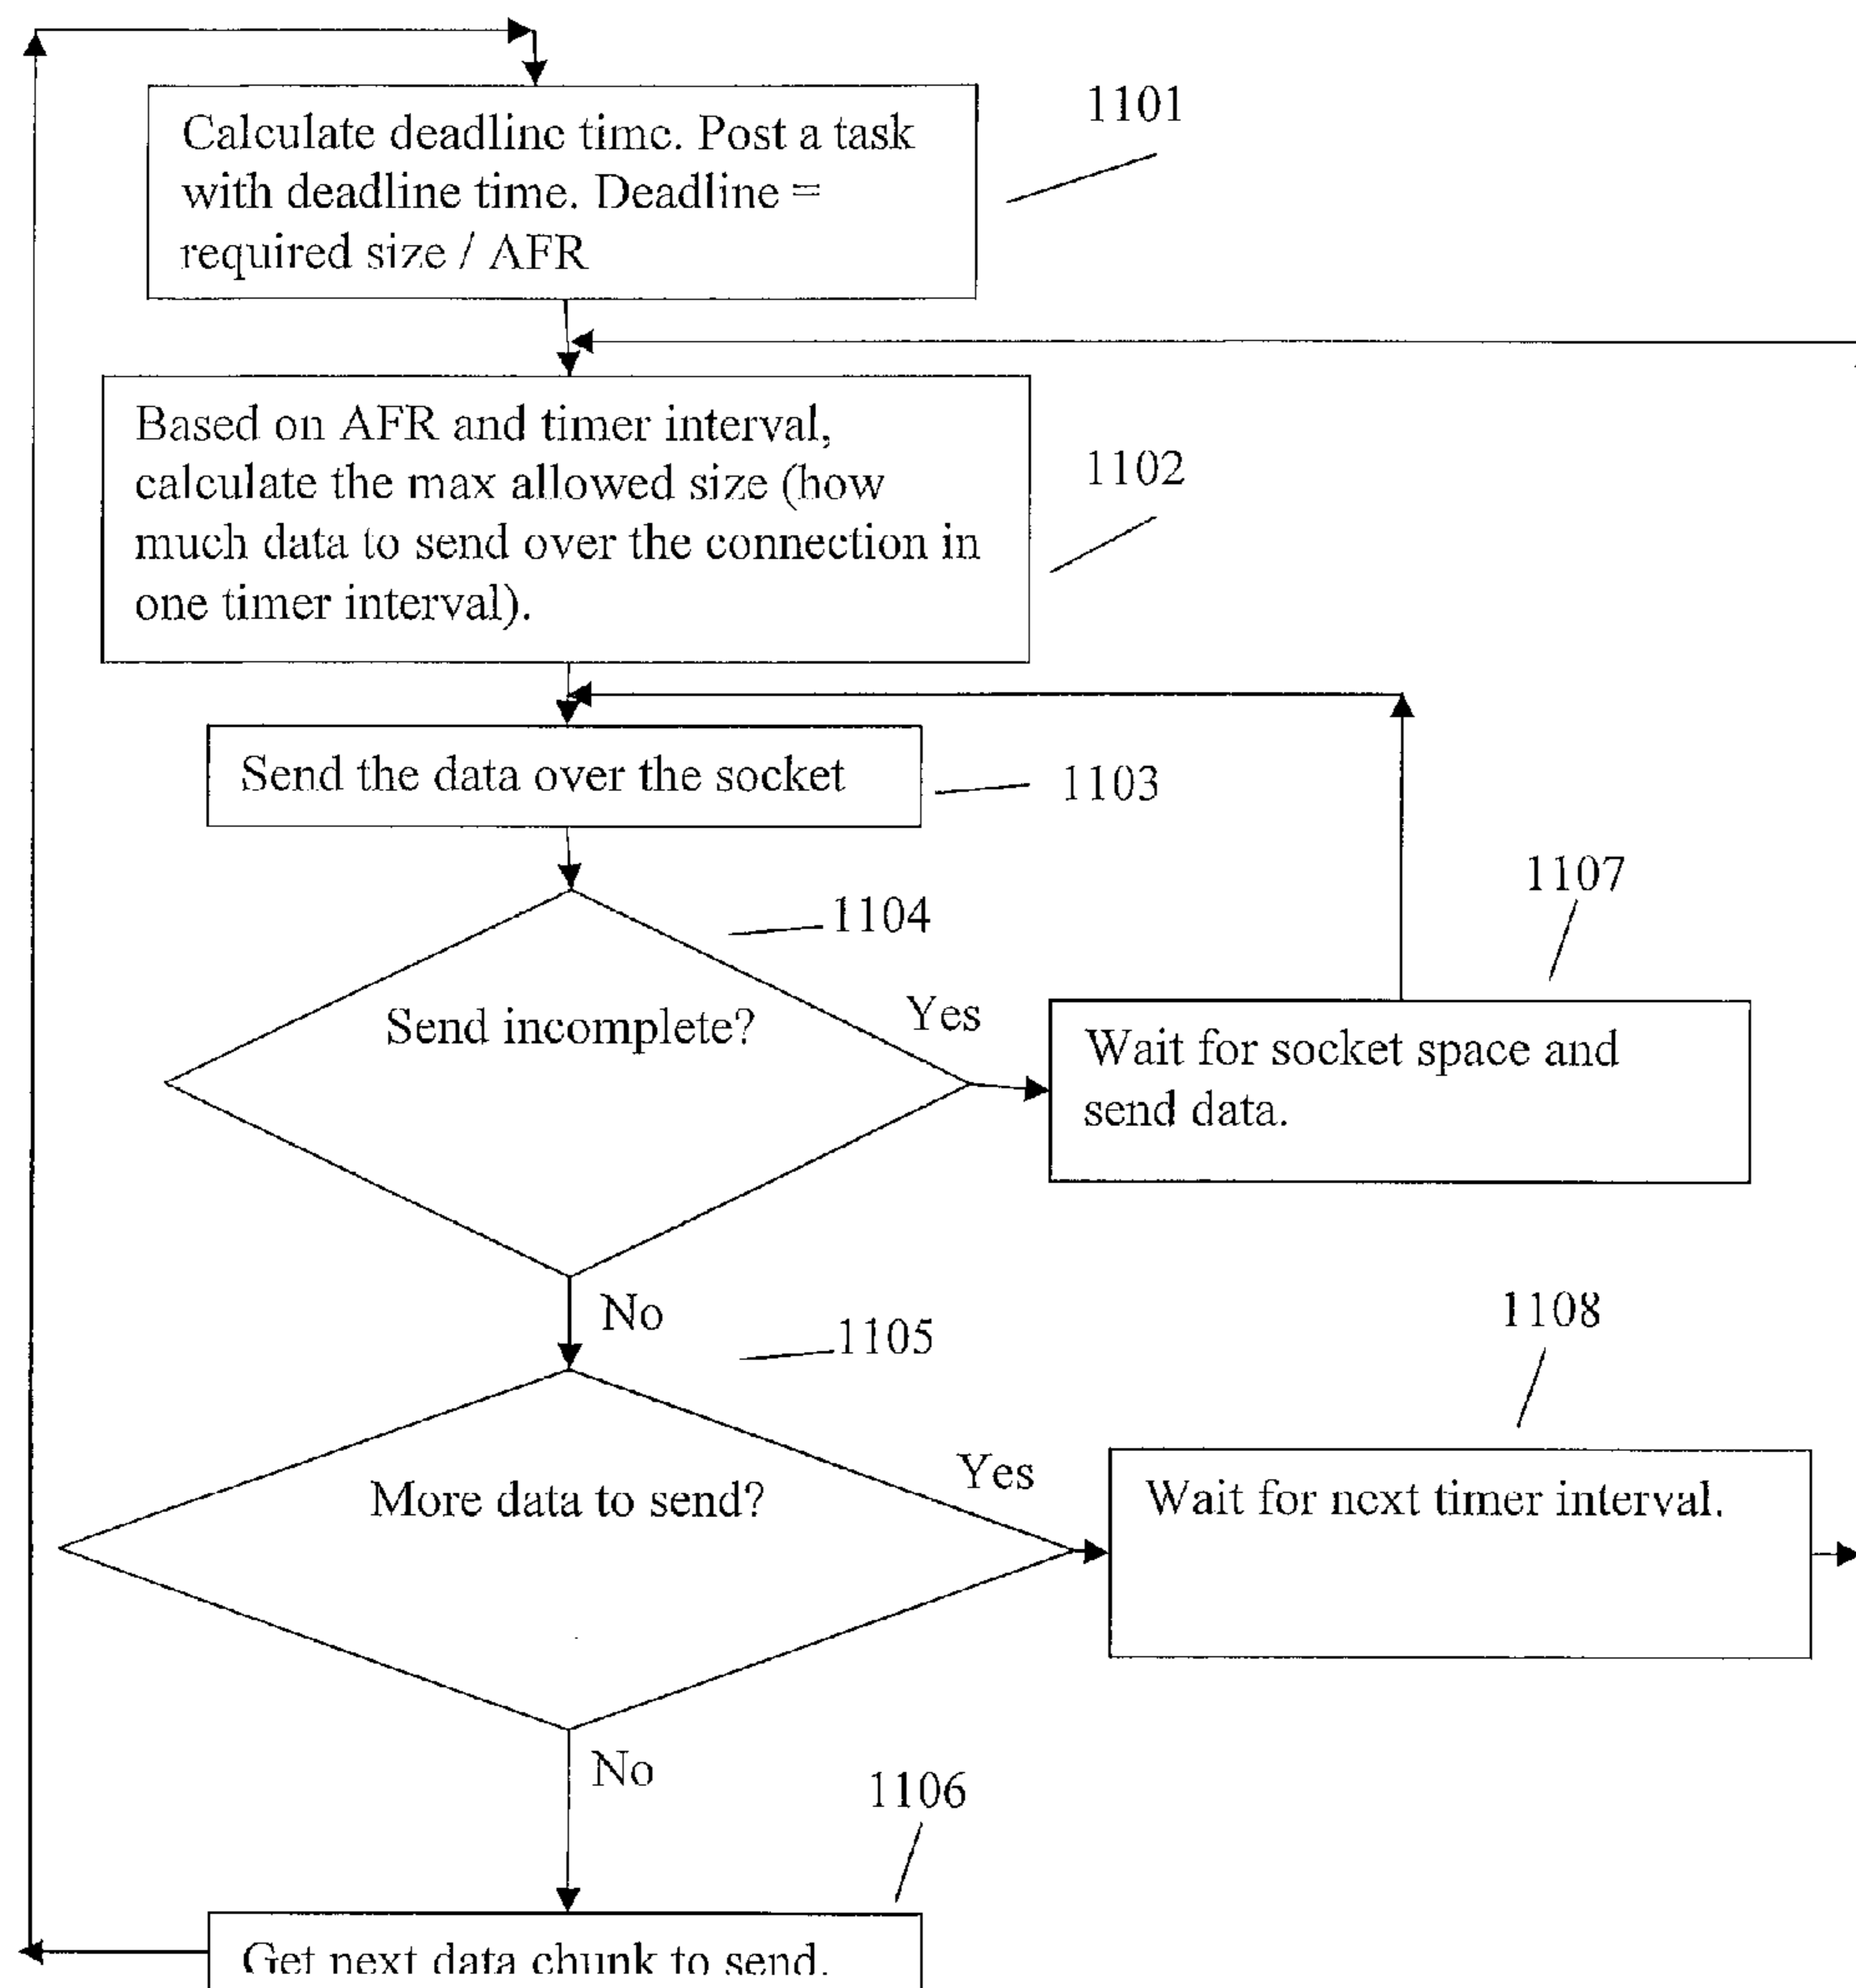 Calculate deadline time. Post a task
with deadline time. Deadline =
required size / AFR
1101
Based on AFR and timer interval,
calculate the max allowed size (how
much data to send over the connection in
one timer interval).
1102
Send the data over the socket
1103
1104
Send incomplete?
Yes
1107
Wait for socket space and
send data.
No
1105
More data to send?
Yes
1108
Wait for next timer interval.
No
1106
Get next data chunk to send.